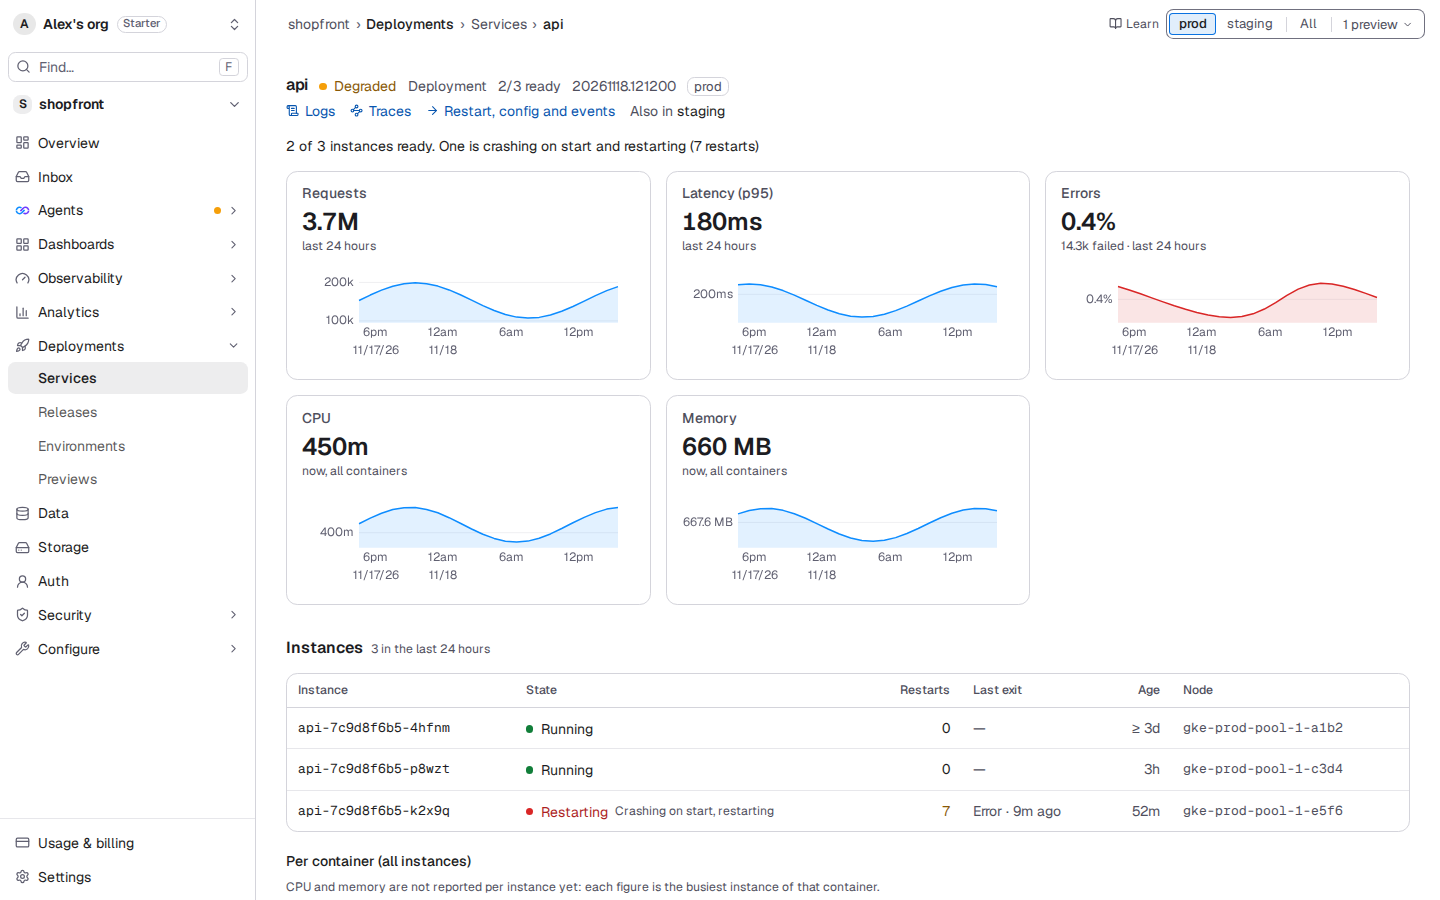 A Alex's org Starter
Find... F
S shopfront
Overview
Inbox
Agents
Dashboards
Observability
Analytics
Deployments
Services
Releases
Environments
Previews
Data
Storage
Auth
Security
Configure
Usage & billing
Settings
shopfront › Deployments › Services › api
Learn prod staging All 1 preview
api Degraded Deployment 2/3 ready 20261118.121200 prod
Logs Traces Restart, config and events Also in staging
2 of 3 instances ready. One is crashing on start and restarting (7 restarts)
Requests
3.7M
last 24 hours
200k
100k
6pm 12am 6am 12pm
11/17/26 11/18
Latency (p95)
180ms
last 24 hours
200ms
6pm 12am 6am 12pm
11/17/26 11/18
Errors
0.4%
14.3k failed · last 24 hours
0.4%
6pm 12am 6am 12pm
11/17/26 11/18
CPU
450m
now, all containers
400m
6pm 12am 6am 12pm
11/17/26 11/18
Memory
660 MB
now, all containers
667.6 MB
6pm 12am 6am 12pm
11/17/26 11/18
Instances 3 in the last 24 hours
Instance State Restarts Last exit Age Node
api-7c9d8f6b5-4hfnm Running 0 — ≥ 3d gke-prod-pool-1-a1b2
api-7c9d8f6b5-p8wzt Running 0 — 3h gke-prod-pool-1-c3d4
api-7c9d8f6b5-k2x9q Restarting Crashing on start, restarting 7 Error · 9m ago 52m gke-prod-pool-1-e5f6
Per container (all instances)
CPU and memory are not reported per instance yet: each figure is the busiest instance of that container.